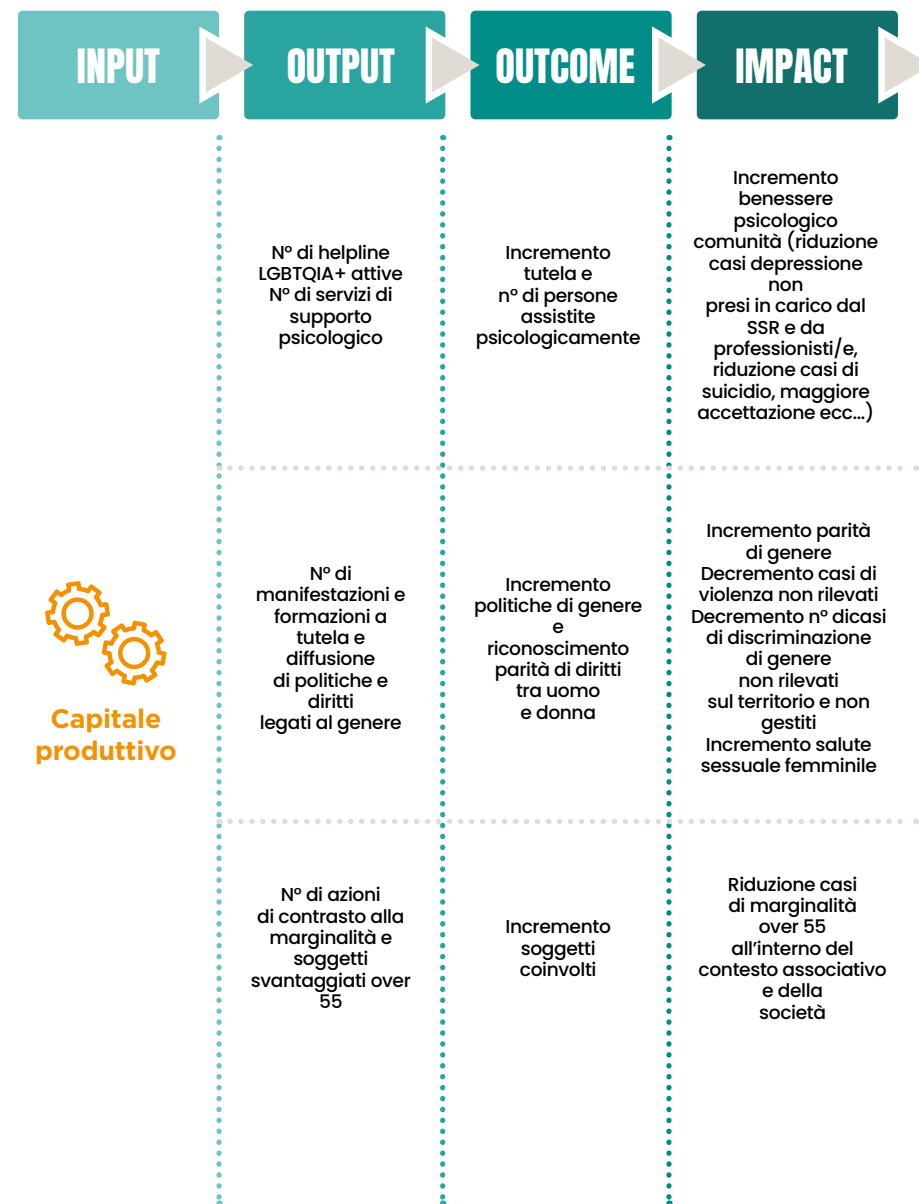 INPUT
OUTPUT
OUTCOME
IMPACT
Capitale
produttivo
N° di helpline
LGBTQIA+ attive
N° di servizi di
supporto
psicologico
Incremento
tutela e
n° di persone
assistite
psicologicamente
Incremento
benessere
psicologico
comunità (riduzione
casi depressione
non
presi in carico dal
SSR e da
professionisti/e,
riduzione casi di
suicidio, maggiore
accettazione ecc...)
N° di
manifestazioni e
formazioni a
tutela e
diffusione
di politiche e
diritti
legati al genere
Incremento
politiche di genere
e
riconoscimento
parità di diritti
tra uomo
e donna
Incremento parità
di genere
Decremento casi di
violenza non rilevati
Decremento n° dicasi
di discriminazione
di genere
non rilevati
sul territorio e non
gestiti
Incremento salute
sessuale femminile
N° di azioni
di contrasto alla
marginalità e
soggetti
svantaggiati over
55
Incremento
soggetti
coinvolti
Riduzione casi
di marginalità
over 55
all'interno del
contesto associativo
e della
società